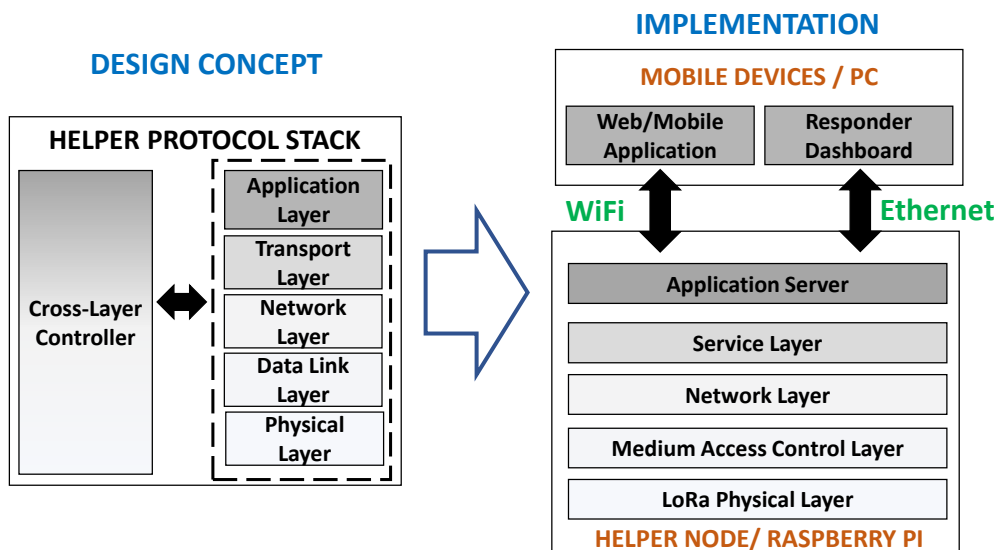 DESIGN CONCEPT
HELPER PROTOCOL STACK
Cross-Layer
Controller
Application
Layer
Transport
Layer
Network
Layer
Data Link
Layer
Physical
Layer
IMPLEMENTATION
MOBILE DEVICES / PC
Web/Mobile
Application
Responder
Dashboard
WiFi
Ethernet
Application Server
Service Layer
Network Layer
Medium Access Control Layer
LoRa Physical Layer
HELPER NODE/ RASPBERRY PI